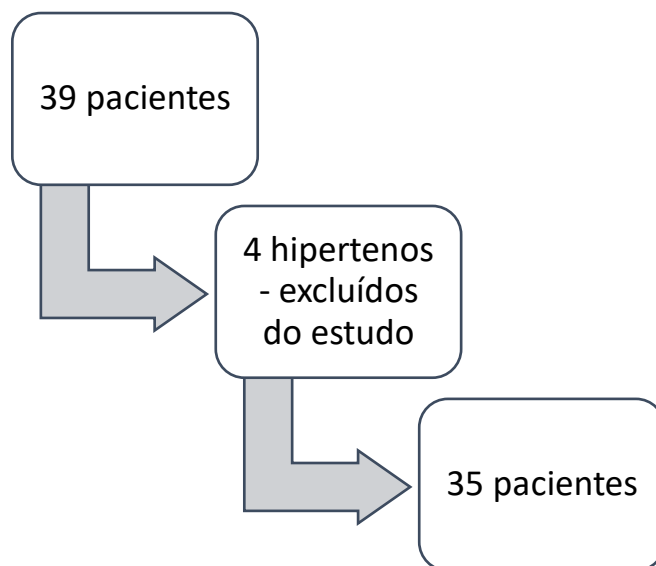 39 pacientes
4 hipertenos
- excluídos
do estudo
35 pacientes